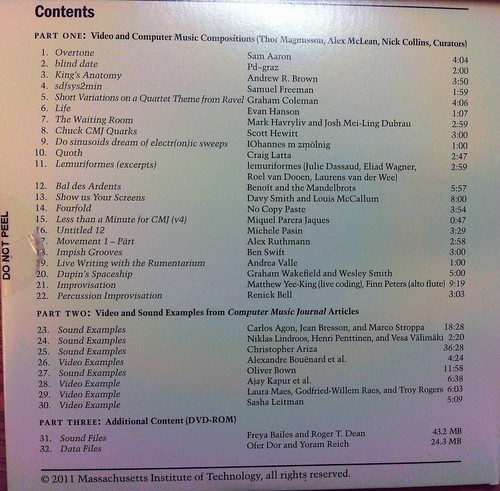 Contents
PART ONE: Video and Computer Music Compositions (Thor Magnusson, Alex McLean, Nick Collins, Curators)
1. Overtone Sam Aaron 4:04
2. blind date Pd~graz 2:00
3. King's Anatomy Andrew R. Brown 3:50
4. sdfsys2min Samuel Freeman 1:59
5. Short Variations on a Quartet Theme from Ravel Graham Coleman 4:06
6. Life Evan Hanson 1:07
7. The Waiting Room Mark Havryliv and Josh Mei-Ling Dubrau 2:59
8. Chuck CMJ Quarks Scott Hewitt 3:00
9. Do sinusoids dream of electr(on)ic sweeps IOhannes m zmölnig 1:00
10. Quoth Craig Latta 2:47
11. Lemuriformes (excerpts) lemuriformes (Julie Dassaud, Eliad Wagner, 2:59
Roel van Dooen, Laurens van der Wee)
12. Bal des Ardents Benoît and the Mandelbrots 5:57
13. Show us Your Screens Davy Smith and Louis McCallum 8:00
14. Fourfold No Copy Paste 3:54
15. Less than a Minute for CMJ (v4) Miquel Parera Jaques 0:47
16. Untitled 12 Michele Pasin 3:29
17. Movement 1 – Pärt Alex Ruthmann 2:58
18. Impish Grooves Ben Swift 3:00
19. Live Writing with the Rumentarium Andrea Valle 1:00
20. Dupin's Spaceship Graham Wakefield and Wesley Smith 5:00
21. Improvisation Matthew Yee-King (live coding), Finn Peters (alto flute) 9:19
22. Percussion Improvisation Renick Bell 3:03
PART TWO: Video and Sound Examples from Computer Music Journal Articles
23. Sound Examples Carlos Agon, Jean Bresson, and Marco Stroppa 18:28
24. Sound Examples Niklas Lindroos, Henri Penttinen, and Vesa Välimäki 2:20
25. Sound Examples Christopher Ariza 36:28
26. Video Examples Alexandre Bouënard et al. 4:24
27. Sound Examples Oliver Bown 11:58
28. Video Example Ajay Kapur et al. 6:38
29. Video Example Laura Maes, Godfried-Willem Raes, and Troy Rogers 6:03
30. Video Example Sasha Leitman 5:09
PART THREE: Additional Content (DVD-ROM)
31. Sound Files Freya Bailes and Roger T. Dean 43.2 MB
32. Data Files Ofer Dor and Yoram Reich 24.3 MB
© 2011 Massachusetts Institute of Technology, all rights reserved.
DO NOT PEEL